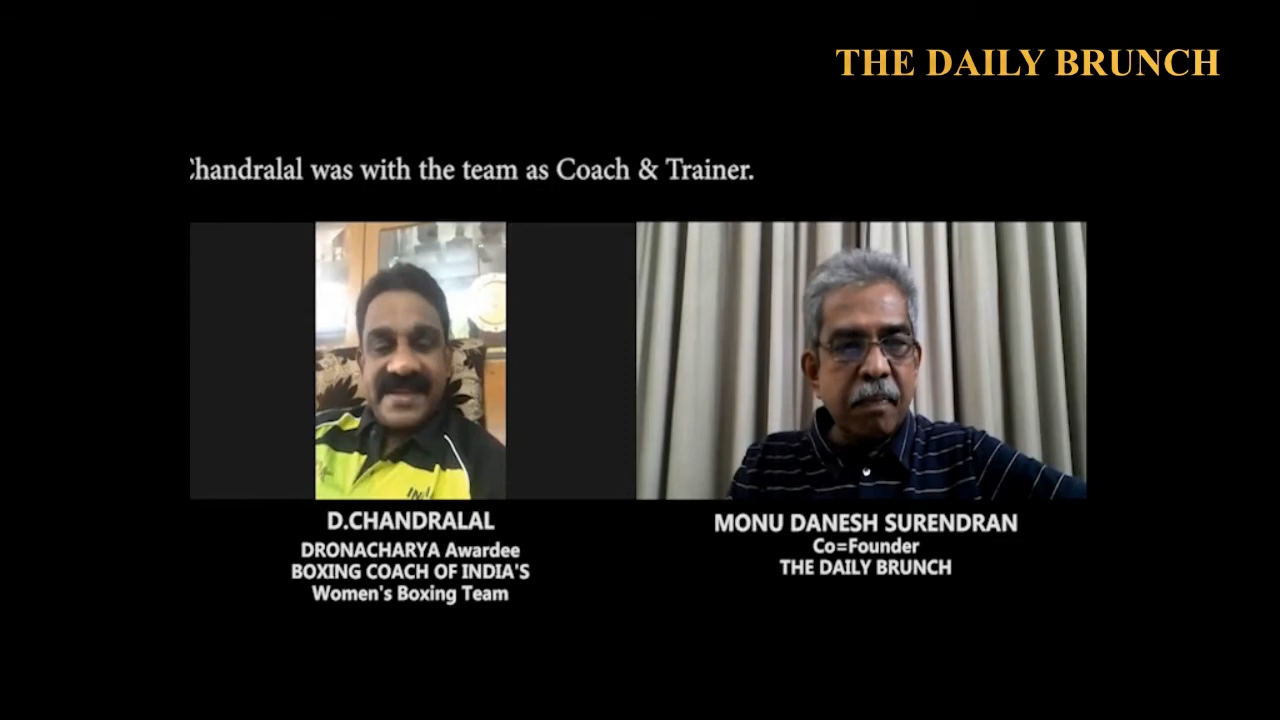 THE DAILY BRUNCH
Chandralal was with the team as Coach & Trainer.
D.CHANDRALAL
MONU DANESH SURENDRAN
DRONACHARYA Awardee
Co=Founder
BOXING COACH OF INDIA'S
THE DAILY BRUNCH
Women's Boxing Team